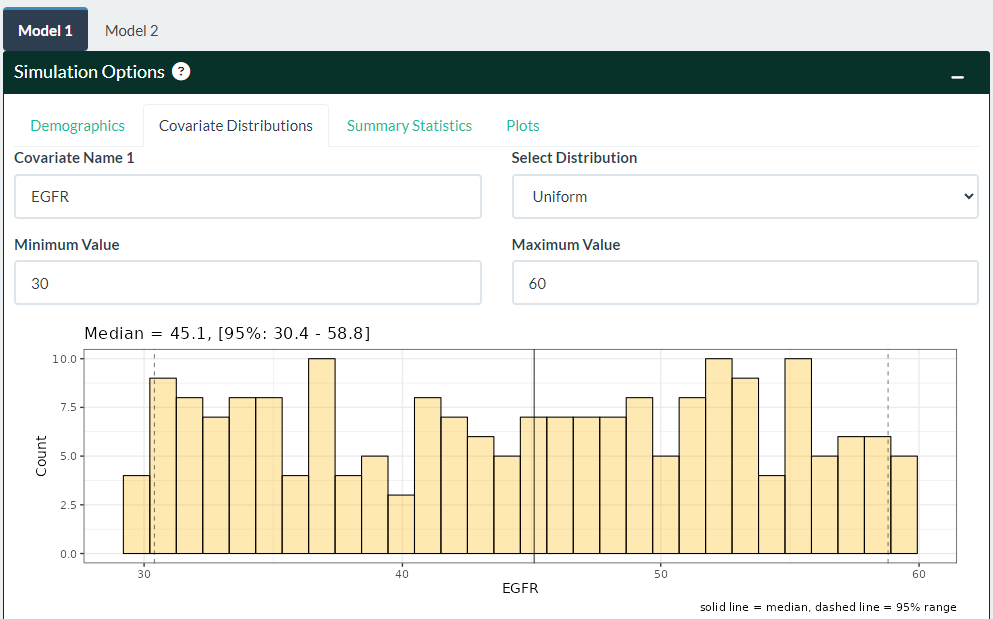 Model 1 Model 2
Simulation Options ?
Demographics Covariate Distributions Summary Statistics Plots
Covariate Name 1 Select Distribution
EGFR Uniform
Minimum Value Maximum Value
30 60
Median = 45.1, [95%: 30.4 - 58.8]
10.0
7.5
5.0
2.5
0.0
Count
30 40 50 60
EGFR
solid line = median, dashed line = 95% range